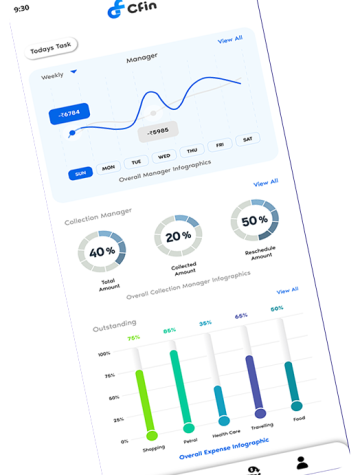 9:30
Cfin
Todays Task
View All
Manager
Weekly
-₹6784
-₹5985
SUN MON TUE WED THU FRI SAT
Overall Manager Infographics
View All
Collection Manager
40% 20% 50%
Total Amount
Collected Amount
Reschedule Amount
Overall Collection Manager Infographics
View All
Outstanding
75% 85% 35% 65% 60%
100%
75%
50%
25%
0%
Shopping Petrol Health Care Traveling Food
Overall Expense Infographic